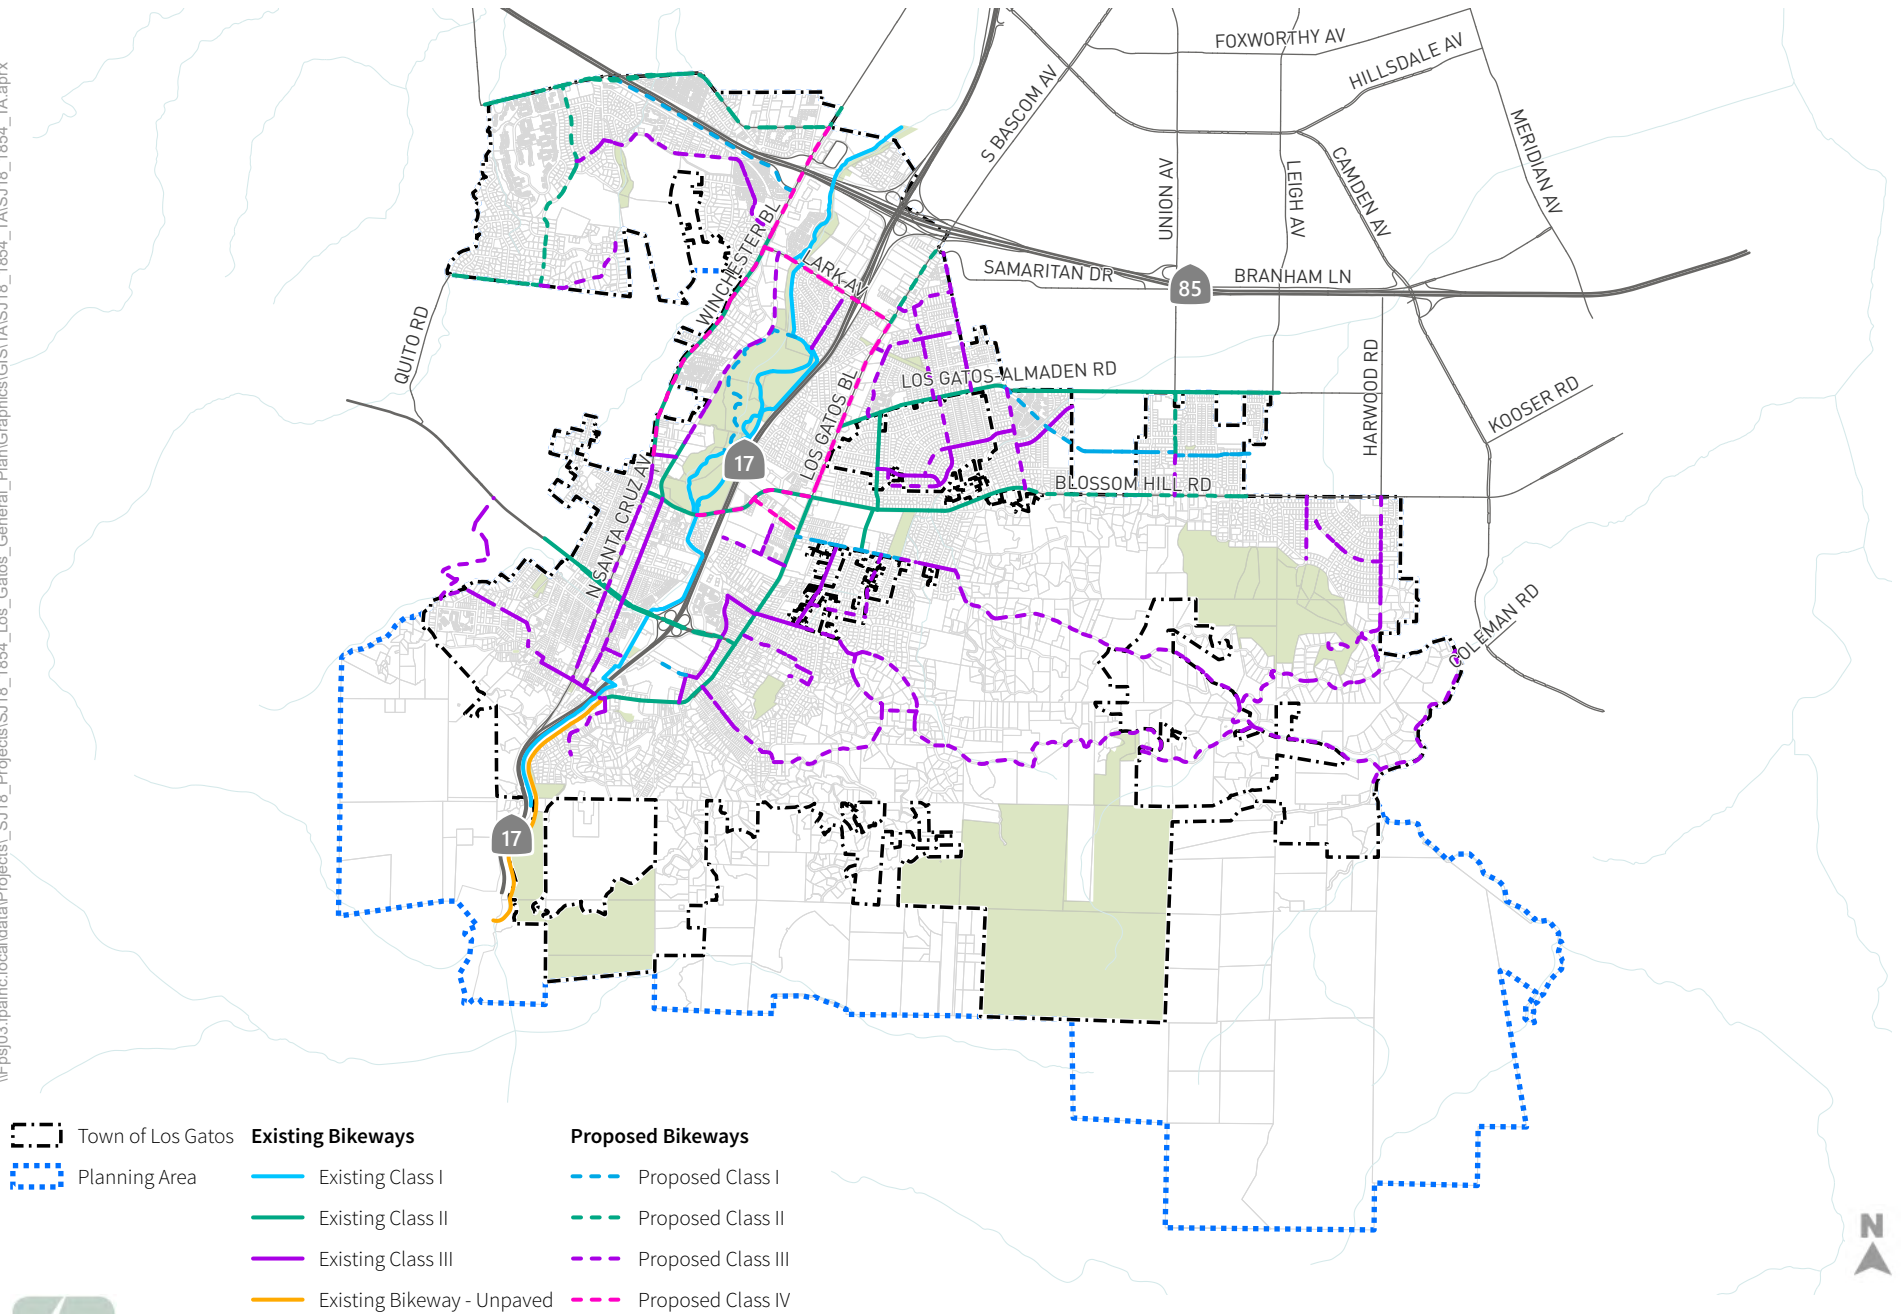 FOXWORTHY AV
HILLSDALE AV
S BASCOM AV
MERIDIAN AV
UNION AV
LEIGH AV
CAMDEN AV
WINCHESTER BL
LARK AV
SAMARITAN DR
BRANHAM LN
85
QUITO RD
HARWOOD RD
LOS GATOS-ALMADEN RD
KOOSER RD
LOS GATOS BL
17
N SANTA CRUZ AV
BLOSSOM HILL RD
COLEMAN RD
17
Town of Los Gatos
Planning Area
Existing Bikeways
Existing Class I
Existing Class II
Existing Class III
Existing Bikeway - Unpaved
Proposed Bikeways
Proposed Class I
Proposed Class II
Proposed Class III
Proposed Class IV
N